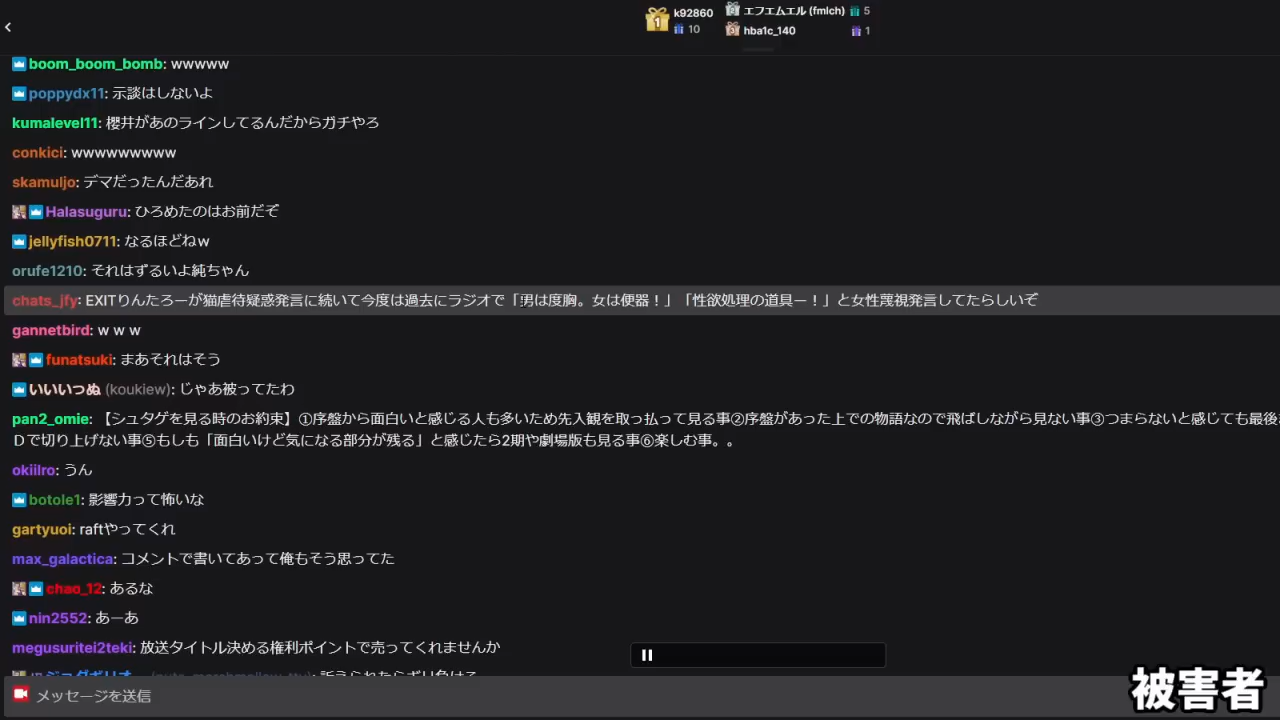 k92860
10
エフエムエル (fmlch) 5
hba1c_140 1
boom_boom_bomb: wwwww
poppydx11: 示談はしないよ
kumalevel11: 櫻井があのラインしてるんだからガチやろ
conkici: wwwwwwwww
skamuljo: デマだったんだあれ
Halasuguru: ひろめたのはお前だぞ
jellyfish0711: なるほどねw
orufe1210: それはずるいよ純ちゃん
chats_jfy: EXITりんたろーが猫虐待疑惑発言に続いて今度は過去にラジオで「男は度胸。女は便器！」「性欲処理の道具ー！」と女性蔑視発言してたらしいぞ
gannetbird: w w w
funatsuki: まあそれはそう
いいいつぬ (koukiew): じゃあ被ってたわ
pan2_omie: 【シュタゲを見る時のお約束】①序盤から面白いと感じる人も多いため先入観を取っ払って見る事②序盤があった上での物語なので飛ばしながら見ない事③つまらないと感じても最後
Dで切り上げない事⑤もしも「面白いけど気になる部分が残る」と感じたら2期や劇場版も見る事⑥楽しむ事。。
okiilro: うん
botole1: 影響力って怖いな
gartyuoi: raftやってくれ
max_galactica: コメントで書いてあって俺もそう思ってた
chao_12: あるな
nin2552: あーあ
megusuritei2teki: 放送タイトル決める権利ポイントで売ってくれませんか
メッセージを送信
被害者